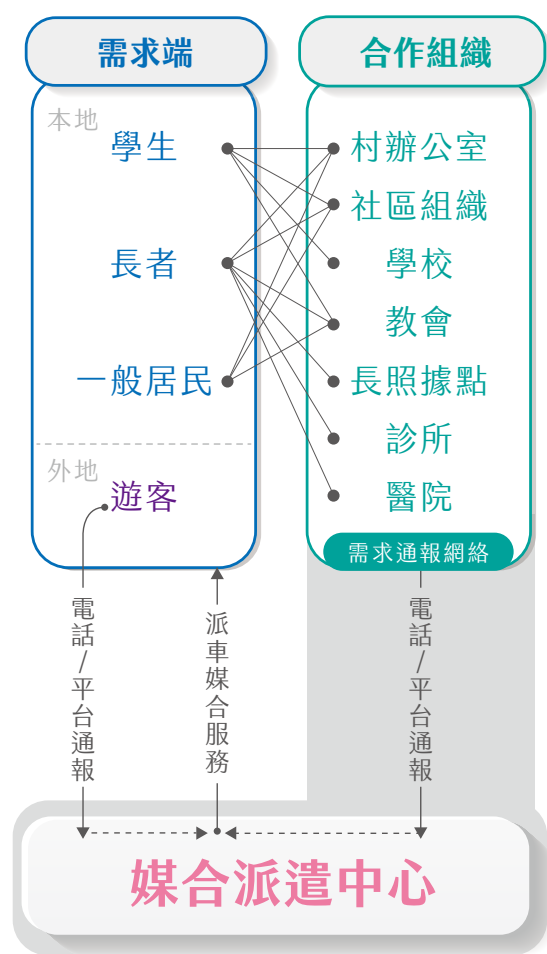 需求端
本地
學生
長者
一般居民
外地
遊客
合作組織
村辦公室
社區組織
學校
教會
長照據點
診所
醫院
需求通報網絡
電話/平台通報
派車媒合服務
電話/平台通報
媒合派遣中心